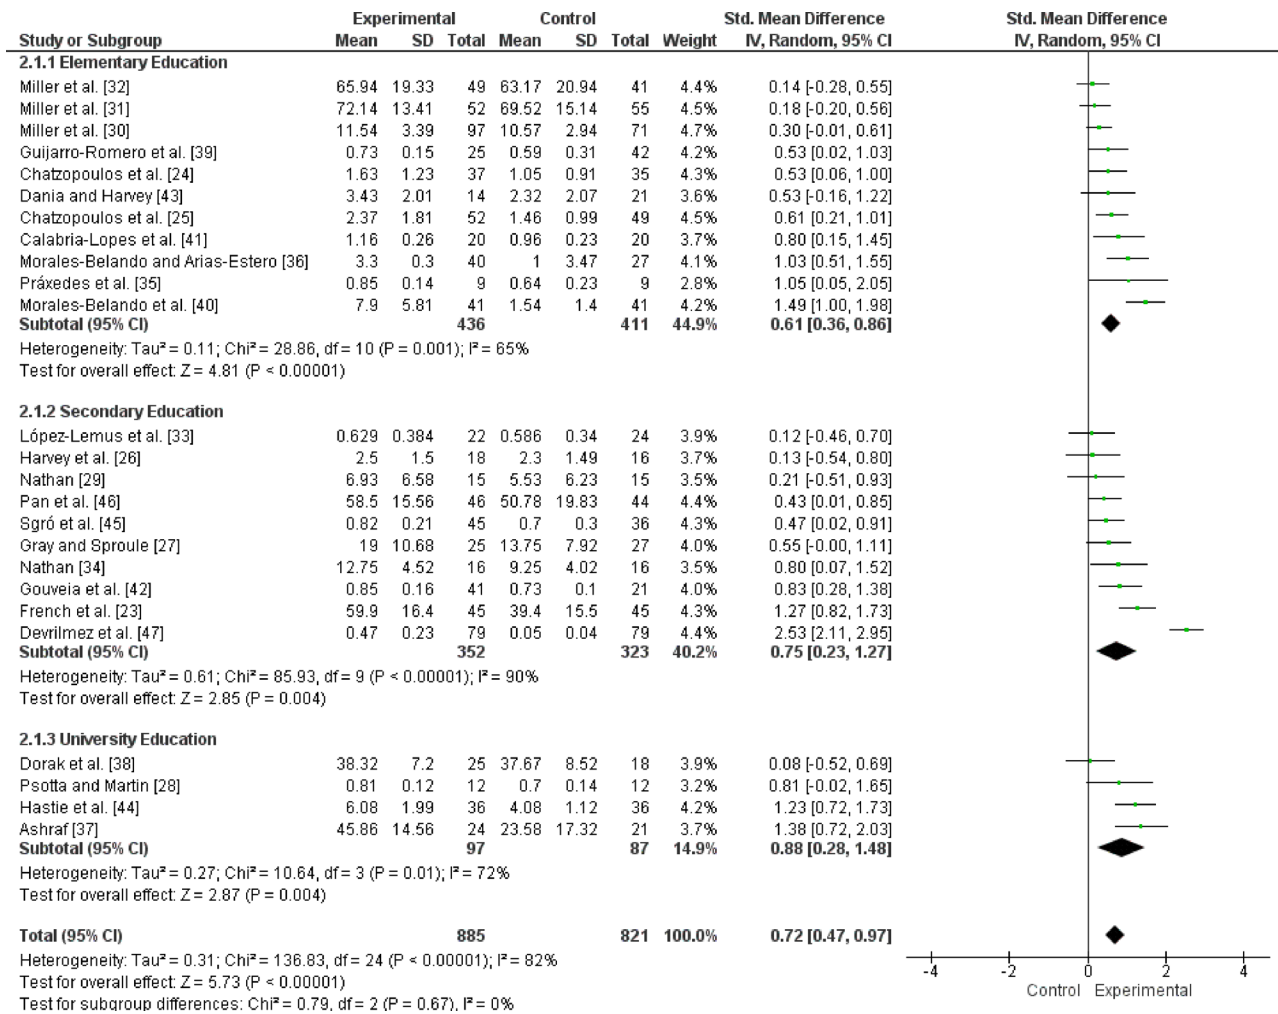 Experimental Control Std. Mean Difference Std. Mean Difference
Study or Subgroup Mean SD Total Mean SD Total Weight IV, Random, 95% CI IV, Random, 95% CI
2.1.1 Elementary Education
Miller et al. [32] 65.94 19.33 49 63.17 20.94 41 4.4% 0.14 [-0.28, 0.55]
Miller et al. [31] 72.14 13.41 52 69.52 15.14 55 4.6% 0.18 [-0.20, 0.56]
Miller et al. [30] 11.54 3.39 97 10.57 2.94 71 4.7% 0.30 [-0.01, 0.61]
Guijarro-Romero et al. [39] 0.73 0.15 25 0.59 0.31 42 4.2% 0.53 [0.02, 1.03]
Chatzopoulos et al. [24] 1.63 1.23 37 1.05 0.91 35 4.3% 0.53 [0.06, 1.00]
Dania and Harvey [43] 3.43 2.01 14 2.32 2.07 21 3.6% 0.53 [-0.16, 1.22]
Chatzopoulos et al. [25] 2.37 1.81 52 1.46 0.99 49 4.5% 0.61 [0.21, 1.01]
Calabria-Lopes et al. [41] 1.16 0.26 20 0.96 0.23 20 3.7% 0.80 [0.15, 1.45]
Morales-Belando and Arias-Estero [36] 3.3 0.3 40 1 3.47 27 4.1% 1.03 [0.51, 1.55]
Práxedes et al. [35] 0.85 0.14 9 0.64 0.23 9 2.8% 1.05 [0.05, 2.05]
Morales-Belando et al. [40] 7.9 5.81 41 1.54 1.4 41 4.2% 1.49 [1.00, 1.98]
Subtotal (95% CI) 436 411 44.9% 0.61 [0.36, 0.86]
Heterogeneity: Tau² = 0.11; Chi² = 28.86, df = 10 (P = 0.001); I² = 65%
Test for overall effect: Z = 4.81 (P < 0.00001)
2.1.2 Secondary Education
López-Lemus et al. [33] 0.629 0.384 22 0.586 0.34 24 3.9% 0.12 [-0.46, 0.70]
Harvey et al. [26] 2.5 1.5 18 2.3 1.49 16 3.7% 0.13 [-0.54, 0.80]
Nathan [29] 6.93 6.58 15 5.53 6.23 15 3.5% 0.21 [-0.51, 0.93]
Pan et al. [46] 58.5 15.56 46 50.78 19.83 44 4.4% 0.43 [0.01, 0.85]
Sgró et al. [45] 0.82 0.21 45 0.7 0.3 36 4.3% 0.47 [0.02, 0.91]
Gray and Sproule [27] 19 10.68 25 13.75 7.92 27 4.0% 0.55 [-0.00, 1.11]
Nathan [34] 12.75 4.52 16 9.25 4.02 16 3.4% 0.80 [0.07, 1.52]
Gouveia et al. [42] 0.85 0.16 41 0.73 0.1 21 4.0% 0.83 [0.28, 1.38]
French et al. [23] 59.9 16.4 45 39.4 15.5 45 4.3% 1.27 [0.82, 1.73]
Devrilmez et al. [47] 0.47 0.23 79 0.05 0.04 79 4.4% 2.53 [2.11, 2.95]
Subtotal (95% CI) 352 323 40.2% 0.75 [0.23, 1.27]
Heterogeneity: Tau² = 0.61; Chi² = 85.93, df = 9 (P < 0.00001); I² = 90%
Test for overall effect: Z = 2.85 (P = 0.004)
2.1.3 University Education
Dorak et al. [38] 38.32 7.2 25 37.67 8.52 18 3.9% 0.08 [-0.52, 0.69]
Psotta and Martin [28] 0.81 0.12 12 0.7 0.14 12 3.2% 0.81 [-0.02, 1.65]
Hastie et al. [44] 6.08 1.99 36 4.08 1.12 36 4.2% 1.23 [0.72, 1.73]
Ashraf [37] 45.86 14.56 24 23.58 17.32 21 3.7% 1.38 [0.72, 2.03]
Subtotal (95% CI) 97 87 14.9% 0.88 [0.28, 1.48]
Heterogeneity: Tau² = 0.27; Chi² = 10.64, df = 3 (P = 0.01); I² = 72%
Test for overall effect: Z = 2.87 (P = 0.004)
Total (95% CI) 885 821 100.0% 0.72 [0.47, 0.97]
Heterogeneity: Tau² = 0.31; Chi² = 136.83, df = 24 (P < 0.00001); I² = 82%
Test for overall effect: Z = 5.73 (P < 0.00001)
Test for subgroup differences: Chi² = 0.79, df = 2 (P = 0.67), I² = 0%
-4 -2 0 2 4
Control Experimental